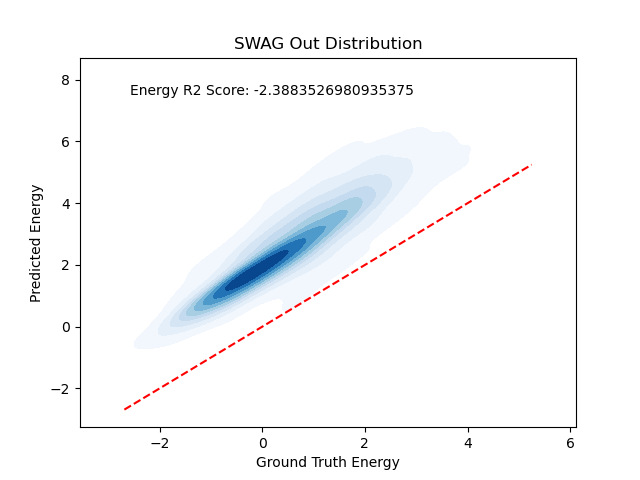 SWAG Out Distribution
Energy R2 Score: -2.3883526980935375
8
6
4
2
0
−2
Predicted Energy
−2 0 2 4 6
Ground Truth Energy